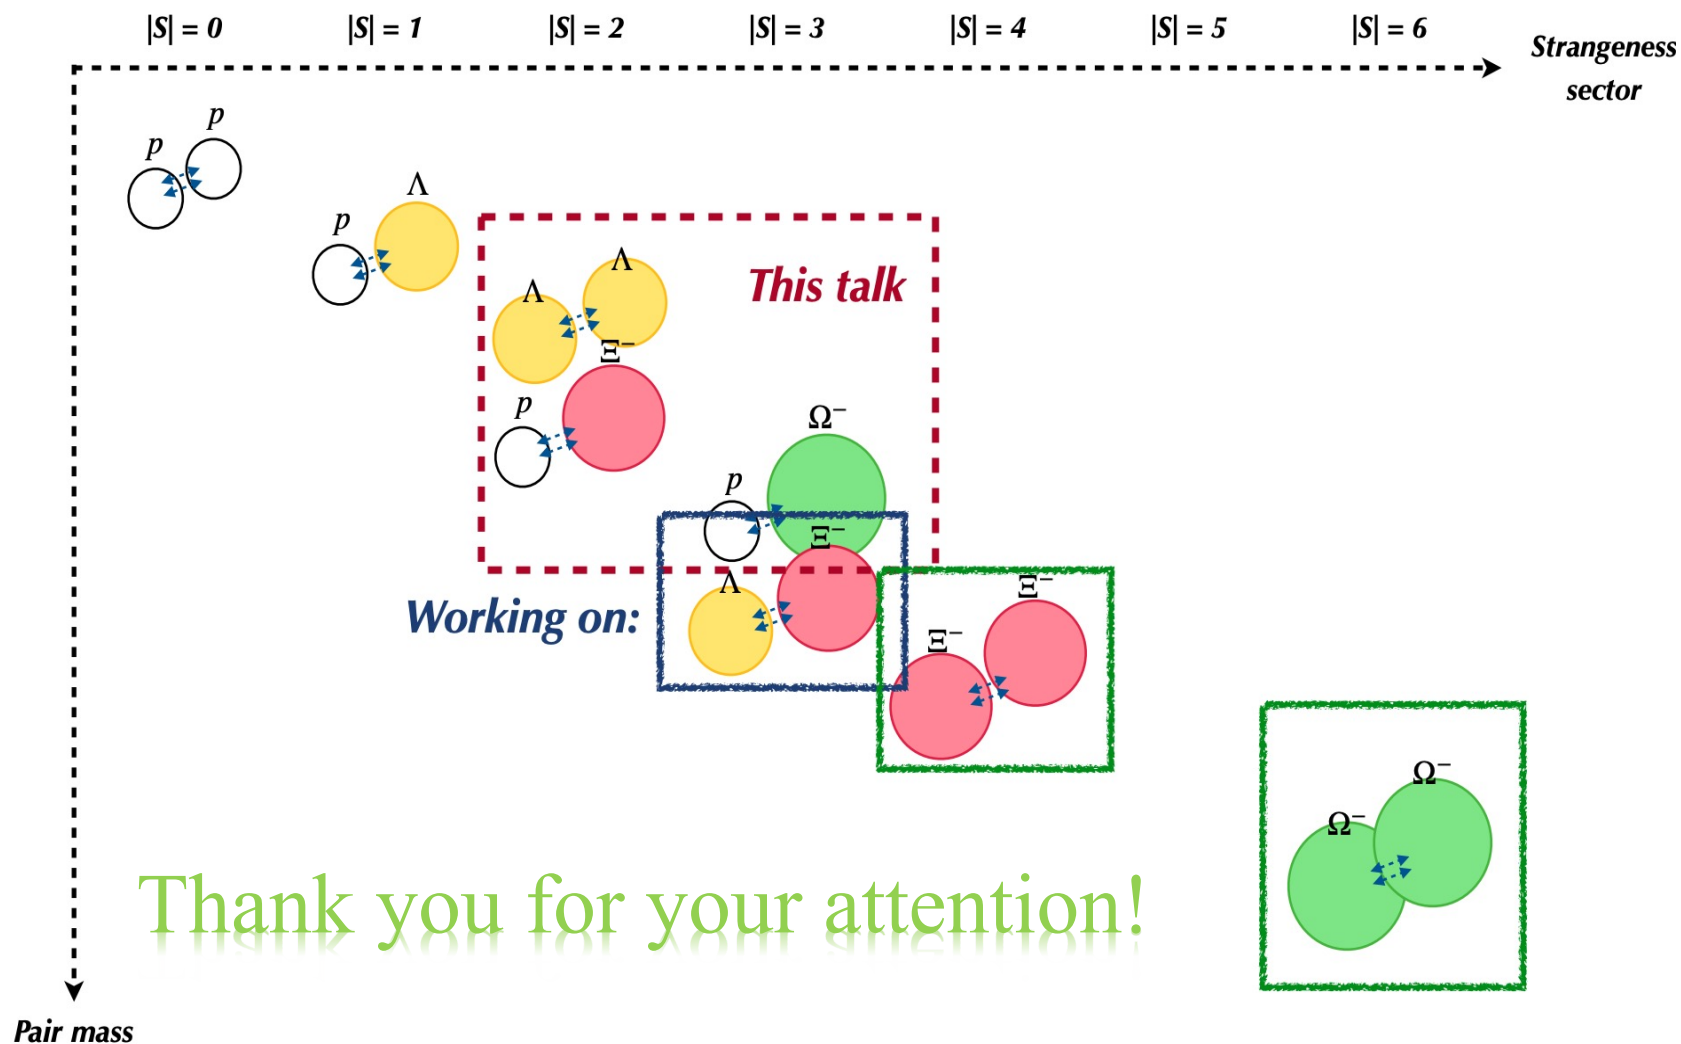 |S| = 0 |S| = 1 |S| = 2 |S| = 3 |S| = 4 |S| = 5 |S| = 6
Strangeness
sector
p p
p Λ
Λ Λ
This talk
p Ξ⁻
p Ω⁻
Λ Ξ⁻
Working on:
Ξ⁻ Ξ⁻
Ω⁻ Ω⁻
Thank you for your attention!
Pair mass